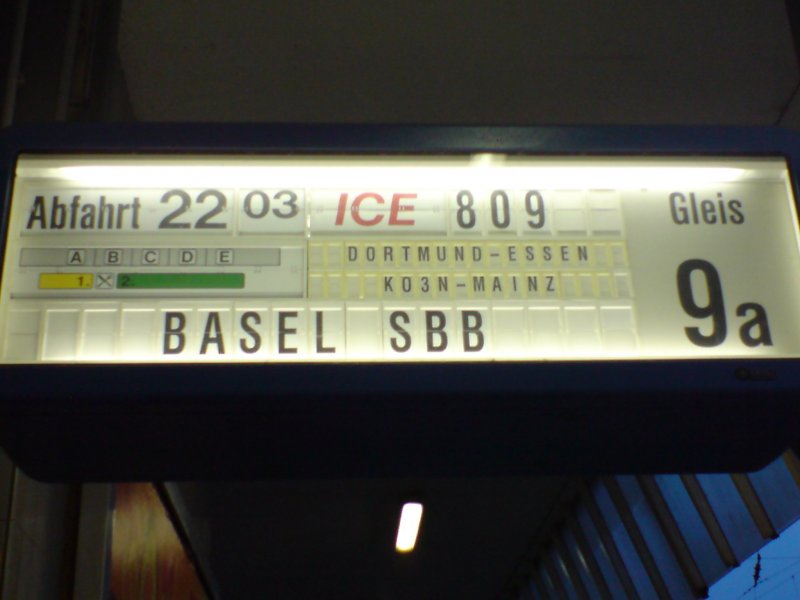 Abfahrt 22 03 ICE 809 Gleis
A B C D E
DORTMUND-ESSEN
1. 2.
KO3N-MAINZ
9a
BASEL SBB